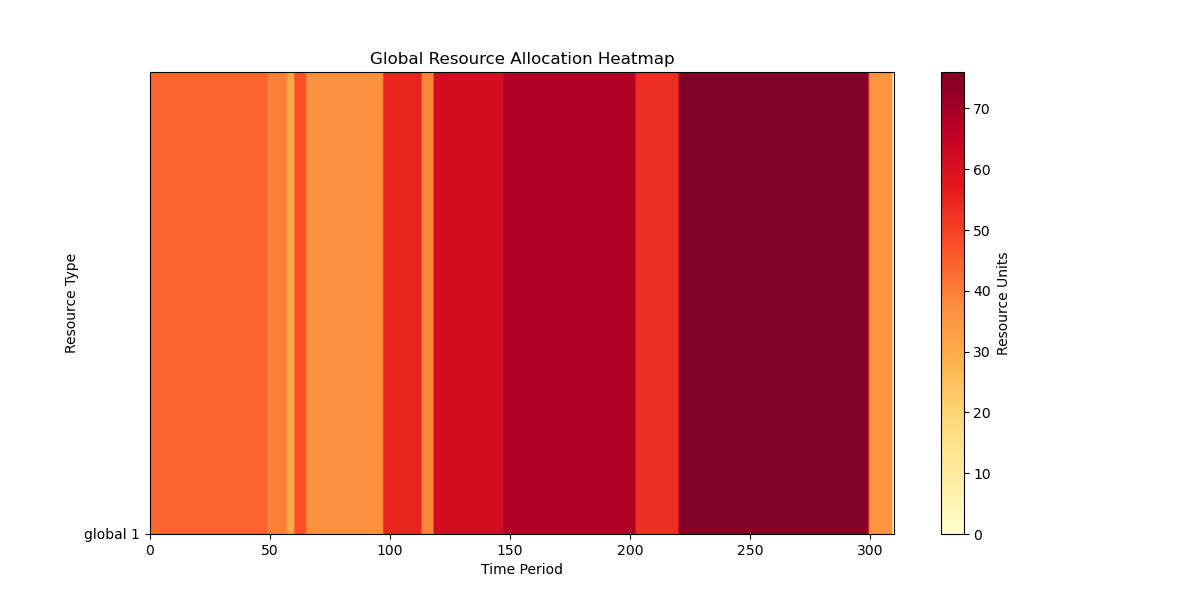 Global Resource Allocation Heatmap
Resource Type
global 1
0 50 100 150 200 250 300
Time Period
70
60
50
40
30
20
10
0
Resource Units